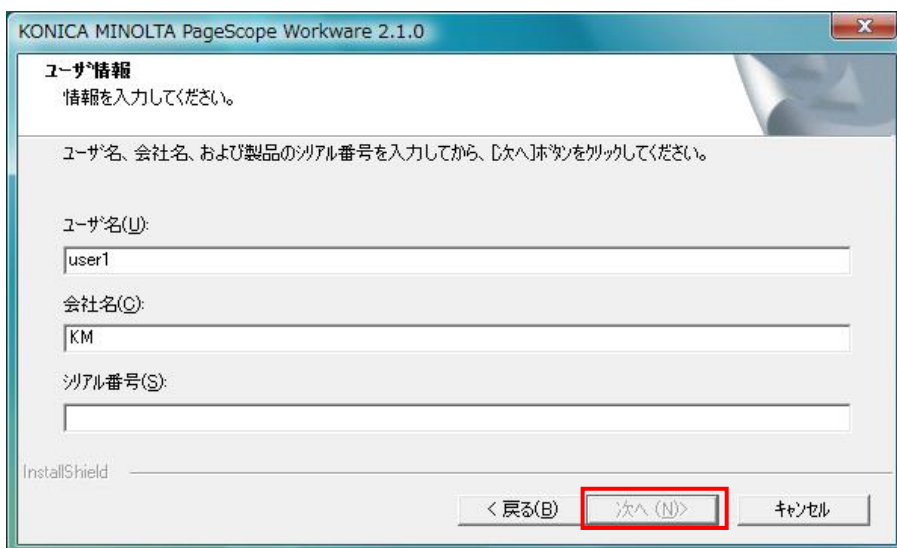 KONICA MINOLTA PageScope Workware 2.1.0
ユーザ情報
情報を入力してください。
ユーザ名、会社名、および製品のシリアル番号を入力してから、[次へ]ボタンをクリックしてください。
ユーザ名(U):
user1
会社名(C):
KM
シリアル番号(S):
InstallShield
< 戻る(B) 次へ (N)> キャンセル